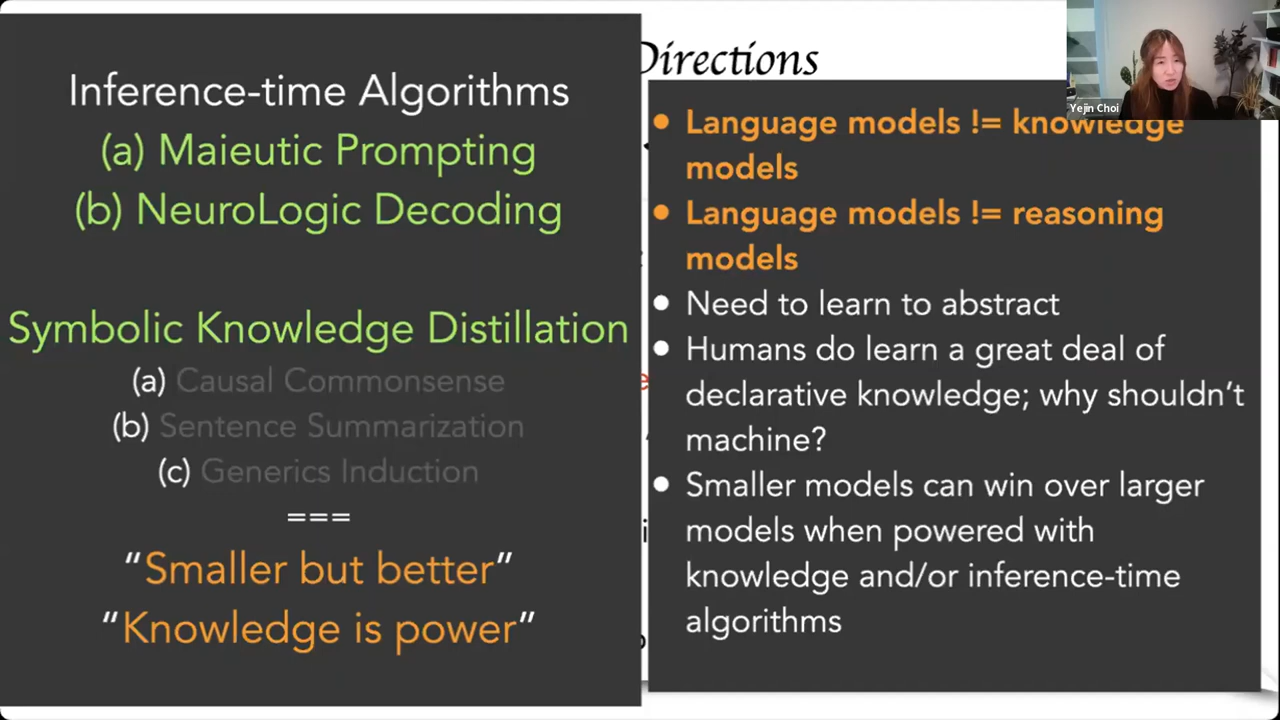 Directions
Yejin Choi
Inference-time Algorithms
(a) Maieutic Prompting
(b) NeuroLogic Decoding
Symbolic Knowledge Distillation
(a) Causal Commonsense
(b) Sentence Summarization
(c) Generics Induction
===
“Smaller but better”
“Knowledge is power”
• Language models != knowledge
models
• Language models != reasoning
models
• Need to learn to abstract
• Humans do learn a great deal of
declarative knowledge; why shouldn’t
machine?
• Smaller models can win over larger
models when powered with
knowledge and/or inference-time
algorithms